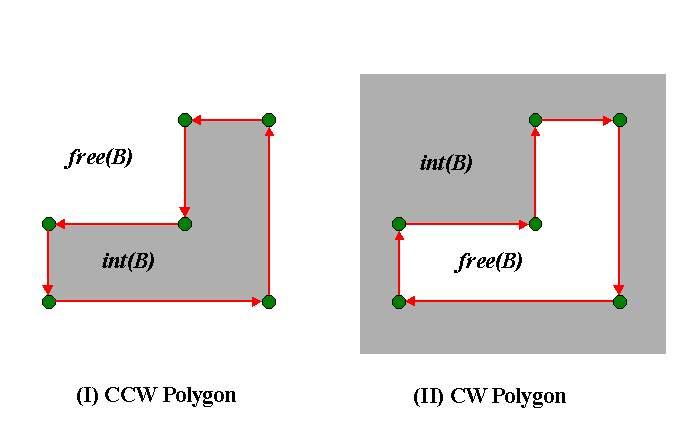 free(B)
int(B)
int(B)
free(B)
(I) CCW Polygon
(II) CW Polygon